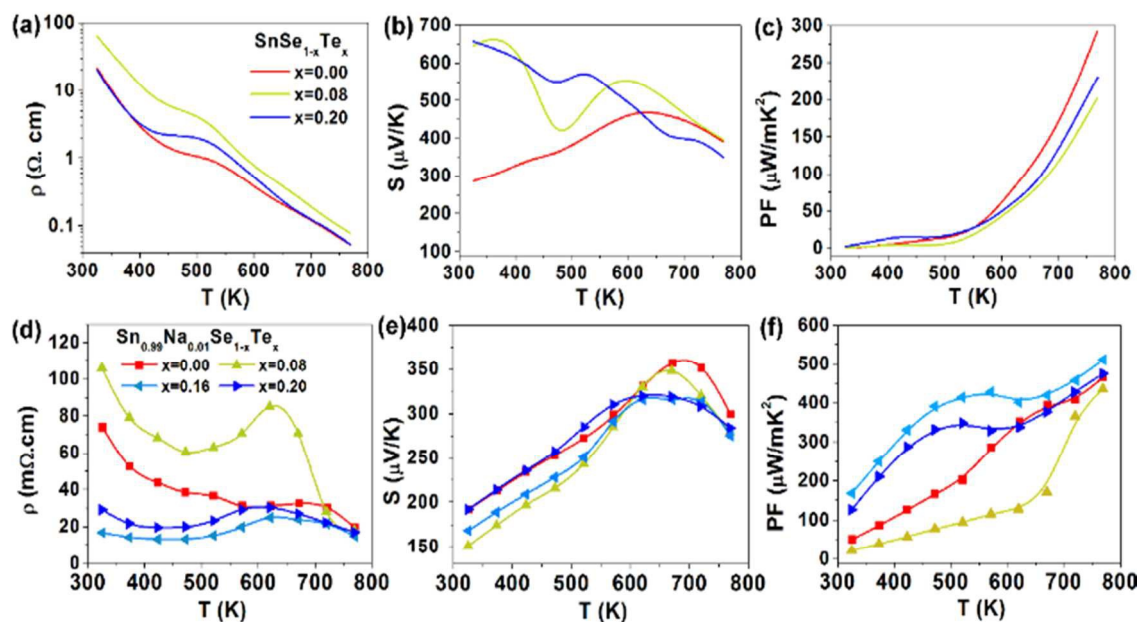 (a)
100
10
1
0.1
ρ (Ω. cm)
SnSe1-xTex
x=0.00
x=0.08
x=0.20
300 400 500 600 700 800
T (K)
(b)
700
600
500
400
300
200
100
S (μV/K)
300 400 500 600 700 800
T (K)
(c)
300
250
200
150
100
50
0
PF (μW/mK²)
300 400 500 600 700 800
T (K)
(d)
120
100
80
60
40
20
0
ρ (mΩ.cm)
Sn0.99Na0.01Se1-xTex
x=0.00 x=0.08
x=0.16 x=0.20
300 400 500 600 700 800
T (K)
(e)
400
350
300
250
200
150
S (μV/K)
300 400 500 600 700 800
T (K)
(f)
600
500
400
300
200
100
0
PF (μW/mK²)
300 400 500 600 700 800
T (K)